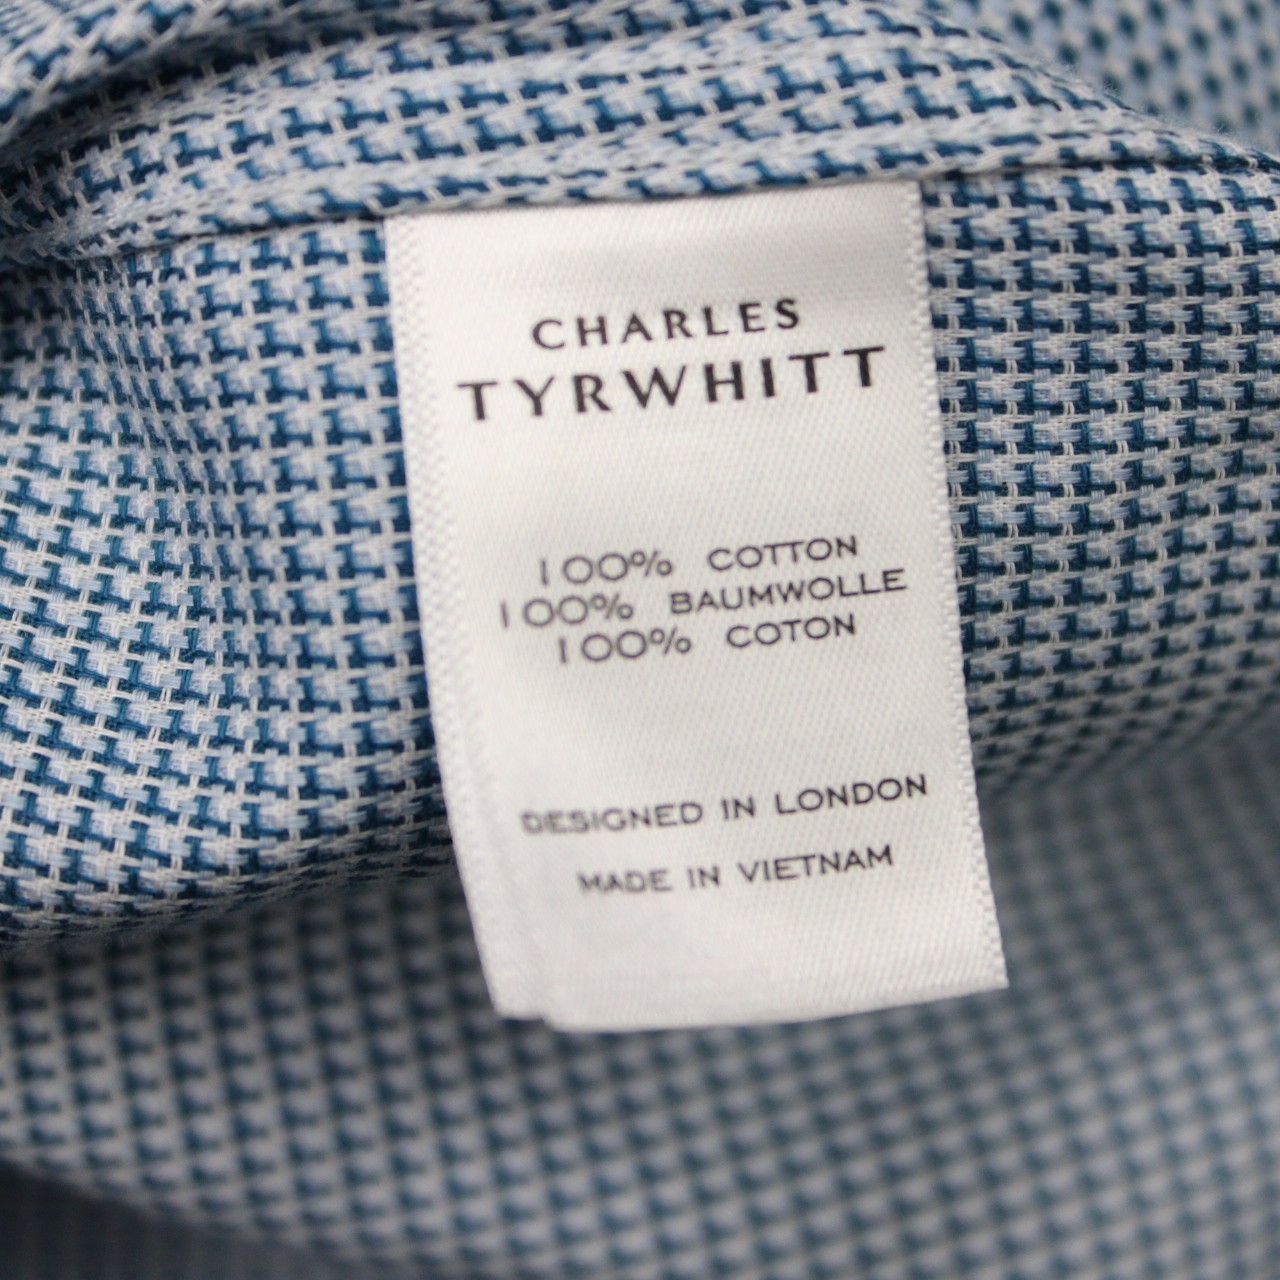 CHARLES
TYRWHITT
100% COTTON
100% BAUMWOLLE
100% COTON
DESIGNED IN LONDON
MADE IN VIETNAM